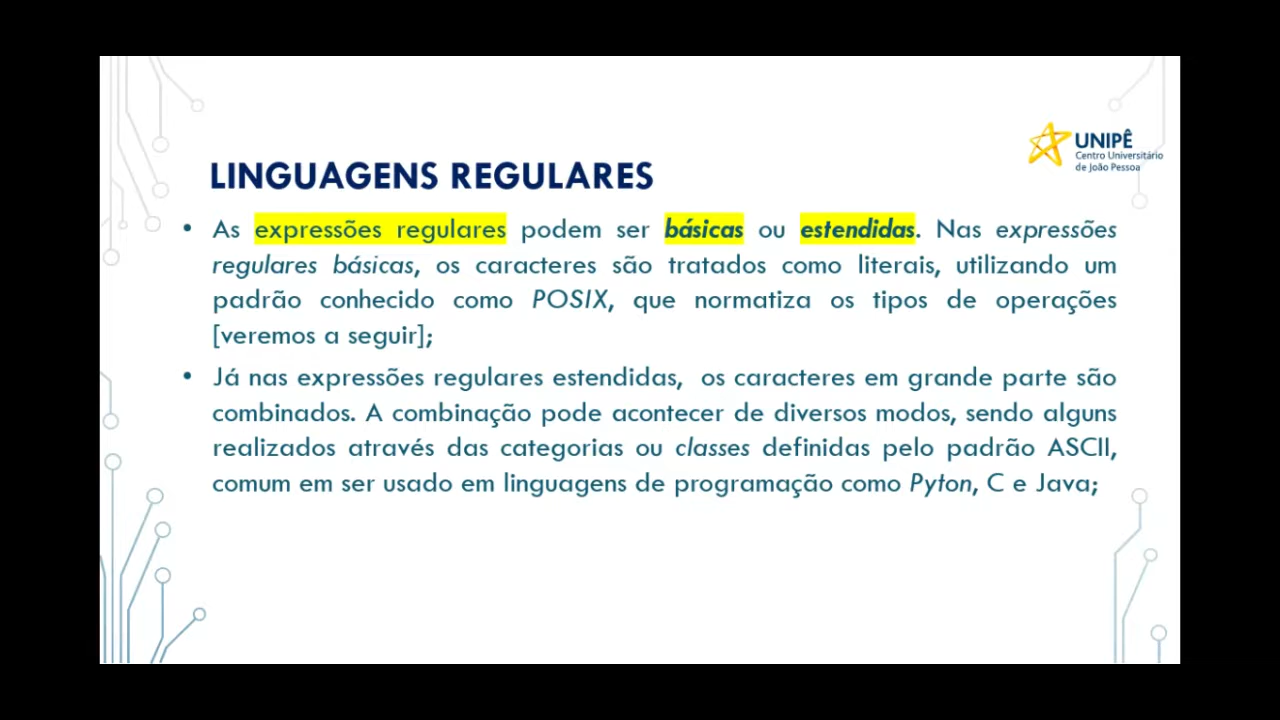 UNIPÊ
Centro Universitário
de João Pessoa
LINGUAGENS REGULARES
• As expressões regulares podem ser básicas ou estendidas. Nas expressões
regulares básicas, os caracteres são tratados como literais, utilizando um
padrão conhecido como POSIX, que normatiza os tipos de operações
[veremos a seguir];
• Já nas expressões regulares estendidas, os caracteres em grande parte são
combinados. A combinação pode acontecer de diversos modos, sendo alguns
realizados através das categorias ou classes definidas pelo padrão ASCII,
comum em ser usado em linguagens de programação como Pyton, C e Java;